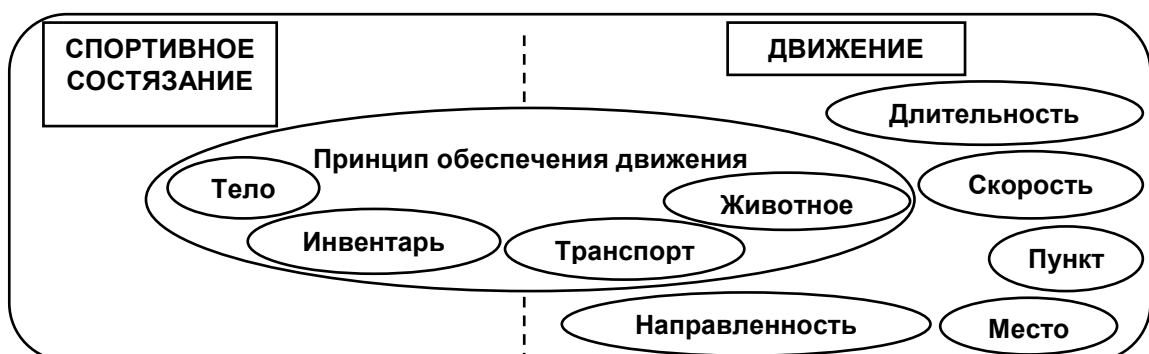 СПОРТИВНОЕ
СОСТЯЗАНИЕ
ДВИЖЕНИЕ
Длительность
Принцип обеспечения движения
Тело
Скорость
Животное
Инвентарь
Транспорт
Пункт
Направленность
Место